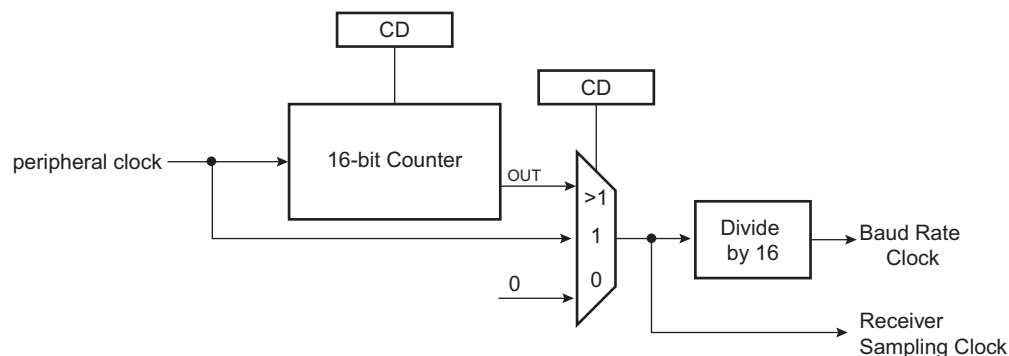 CD
CD
peripheral clock
16-bit Counter
OUT
>1
1
0
0
Divide
by 16
Baud Rate
Clock
Receiver
Sampling Clock